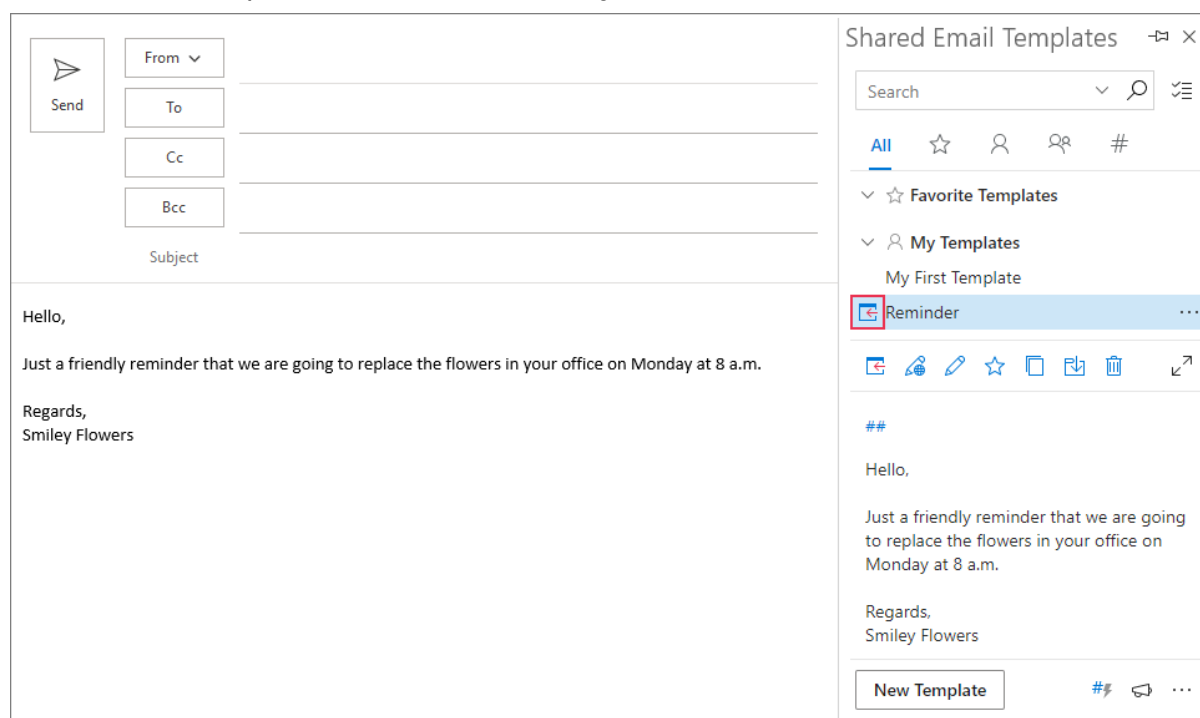 Send
From
To
Cc
Bcc
Subject
Hello,
Just a friendly reminder that we are going to replace the flowers in your office on Monday at 8 a.m.
Regards,
Smiley Flowers
Shared Email Templates
Search
All
#
Favorite Templates
My Templates
My First Template
Reminder
##
Hello,
Just a friendly reminder that we are going
to replace the flowers in your office on
Monday at 8 a.m.
Regards,
Smiley Flowers
New Template